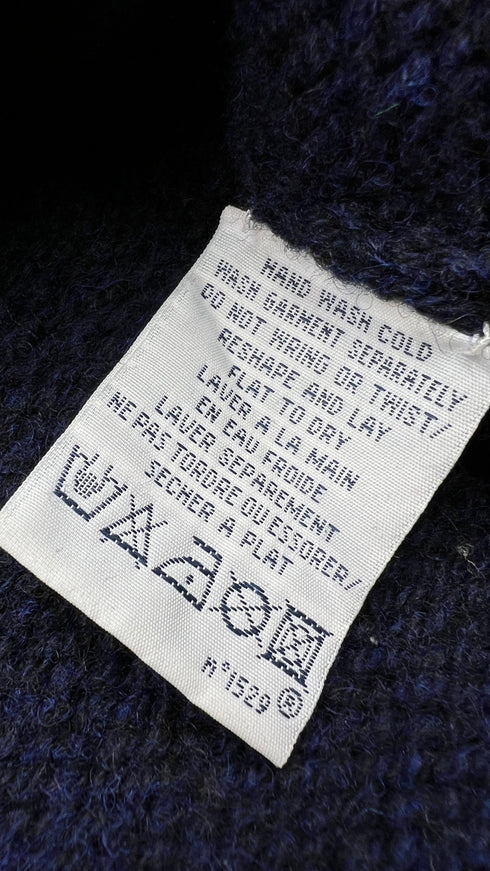 HAND WASH COLD
WASH GARMENT SEPARATELY
DO NOT WRING OR TWIST/
RESHAPE AND LAY
FLAT TO DRY
LAVER A LA MAIN
EN EAU FROIDE
LAVER SEPAREMENT
NE PAS TORDRE OU ESSORER/
SECHER A PLAT
n°1529 ®